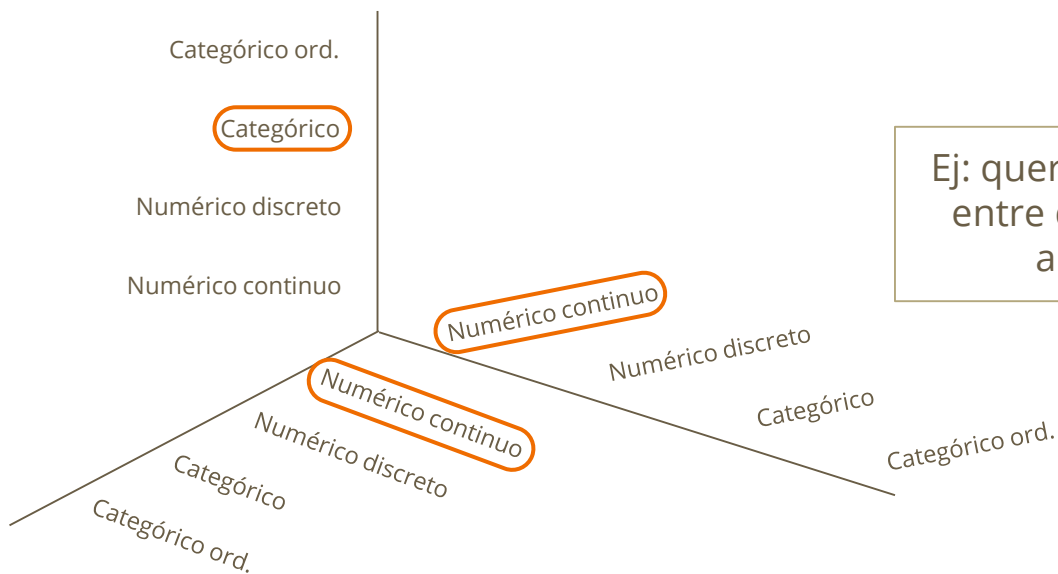 Categórico ord.
Categórico
Numérico discreto
Numérico continuo
Numérico continuo
Numérico discreto
Categórico
Categórico ord.
Numérico continuo
Numérico discreto
Categórico
Categórico ord.
Ej:
entre